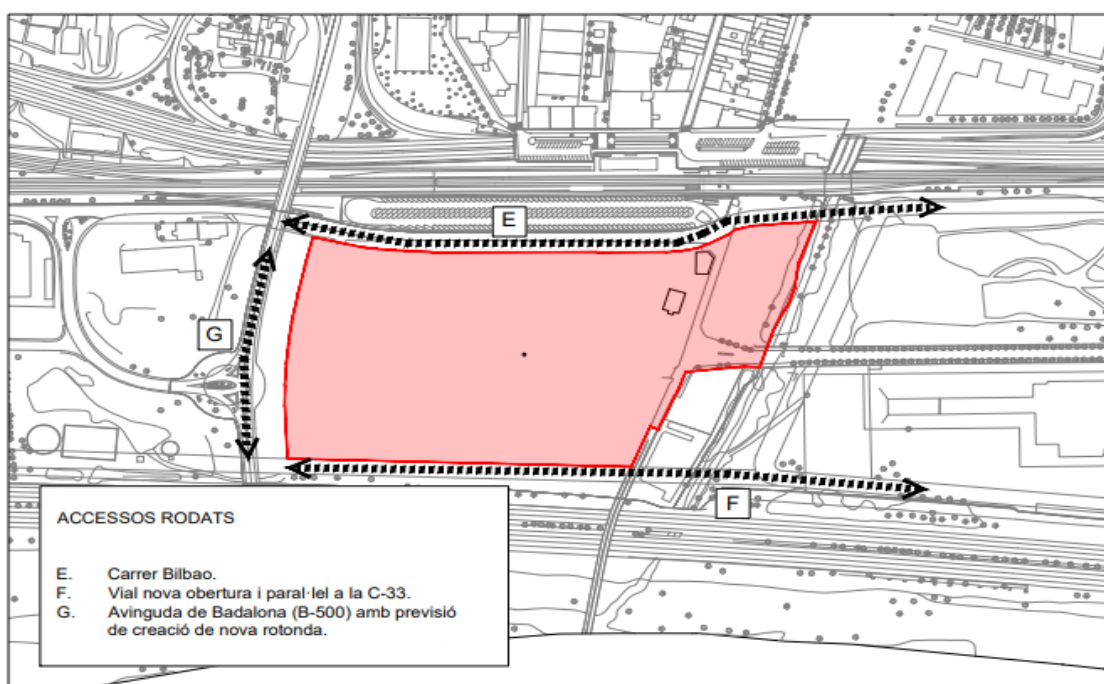 E
G
F
ACCESSOS RODATS
E. Carrer Bilbao.
F. Vial nova obertura i paral·lel a la C-33.
G. Avinguda de Badalona (B-500) amb previsió
de creació de nova rotonda.